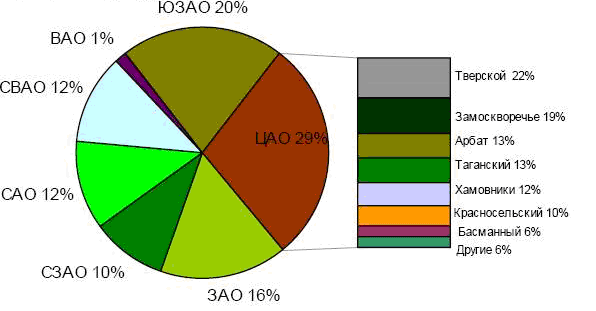 ЮЗАО 20%
ВАО 1%
СВАО 12%
ЦАО 29%
САО 12%
СЗАО 10%
ЗАО 16%
Тверской 22%
Замоскворечье 19%
Арбат 13%
Таганский 13%
Хамовники 12%
Красносельский 10%
Басманный 6%
Другие 6%